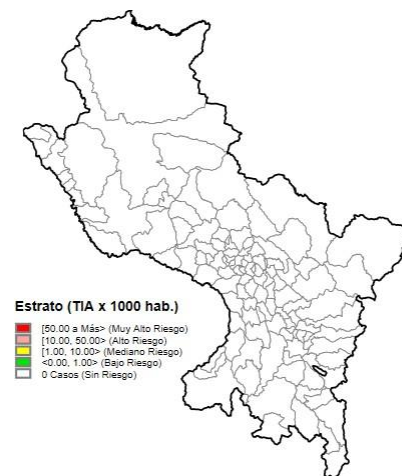 Estrato (TIA x 1000 hab.)
[50.00 a Más> (Muy Alto Riesgo)
[10.00, 50.00> (Alto Riesgo)
[1.00, 10.00> (Mediano Riesgo)
<0.00, 1.00> (Bajo Riesgo)
0 Casos (Sin Riesgo)